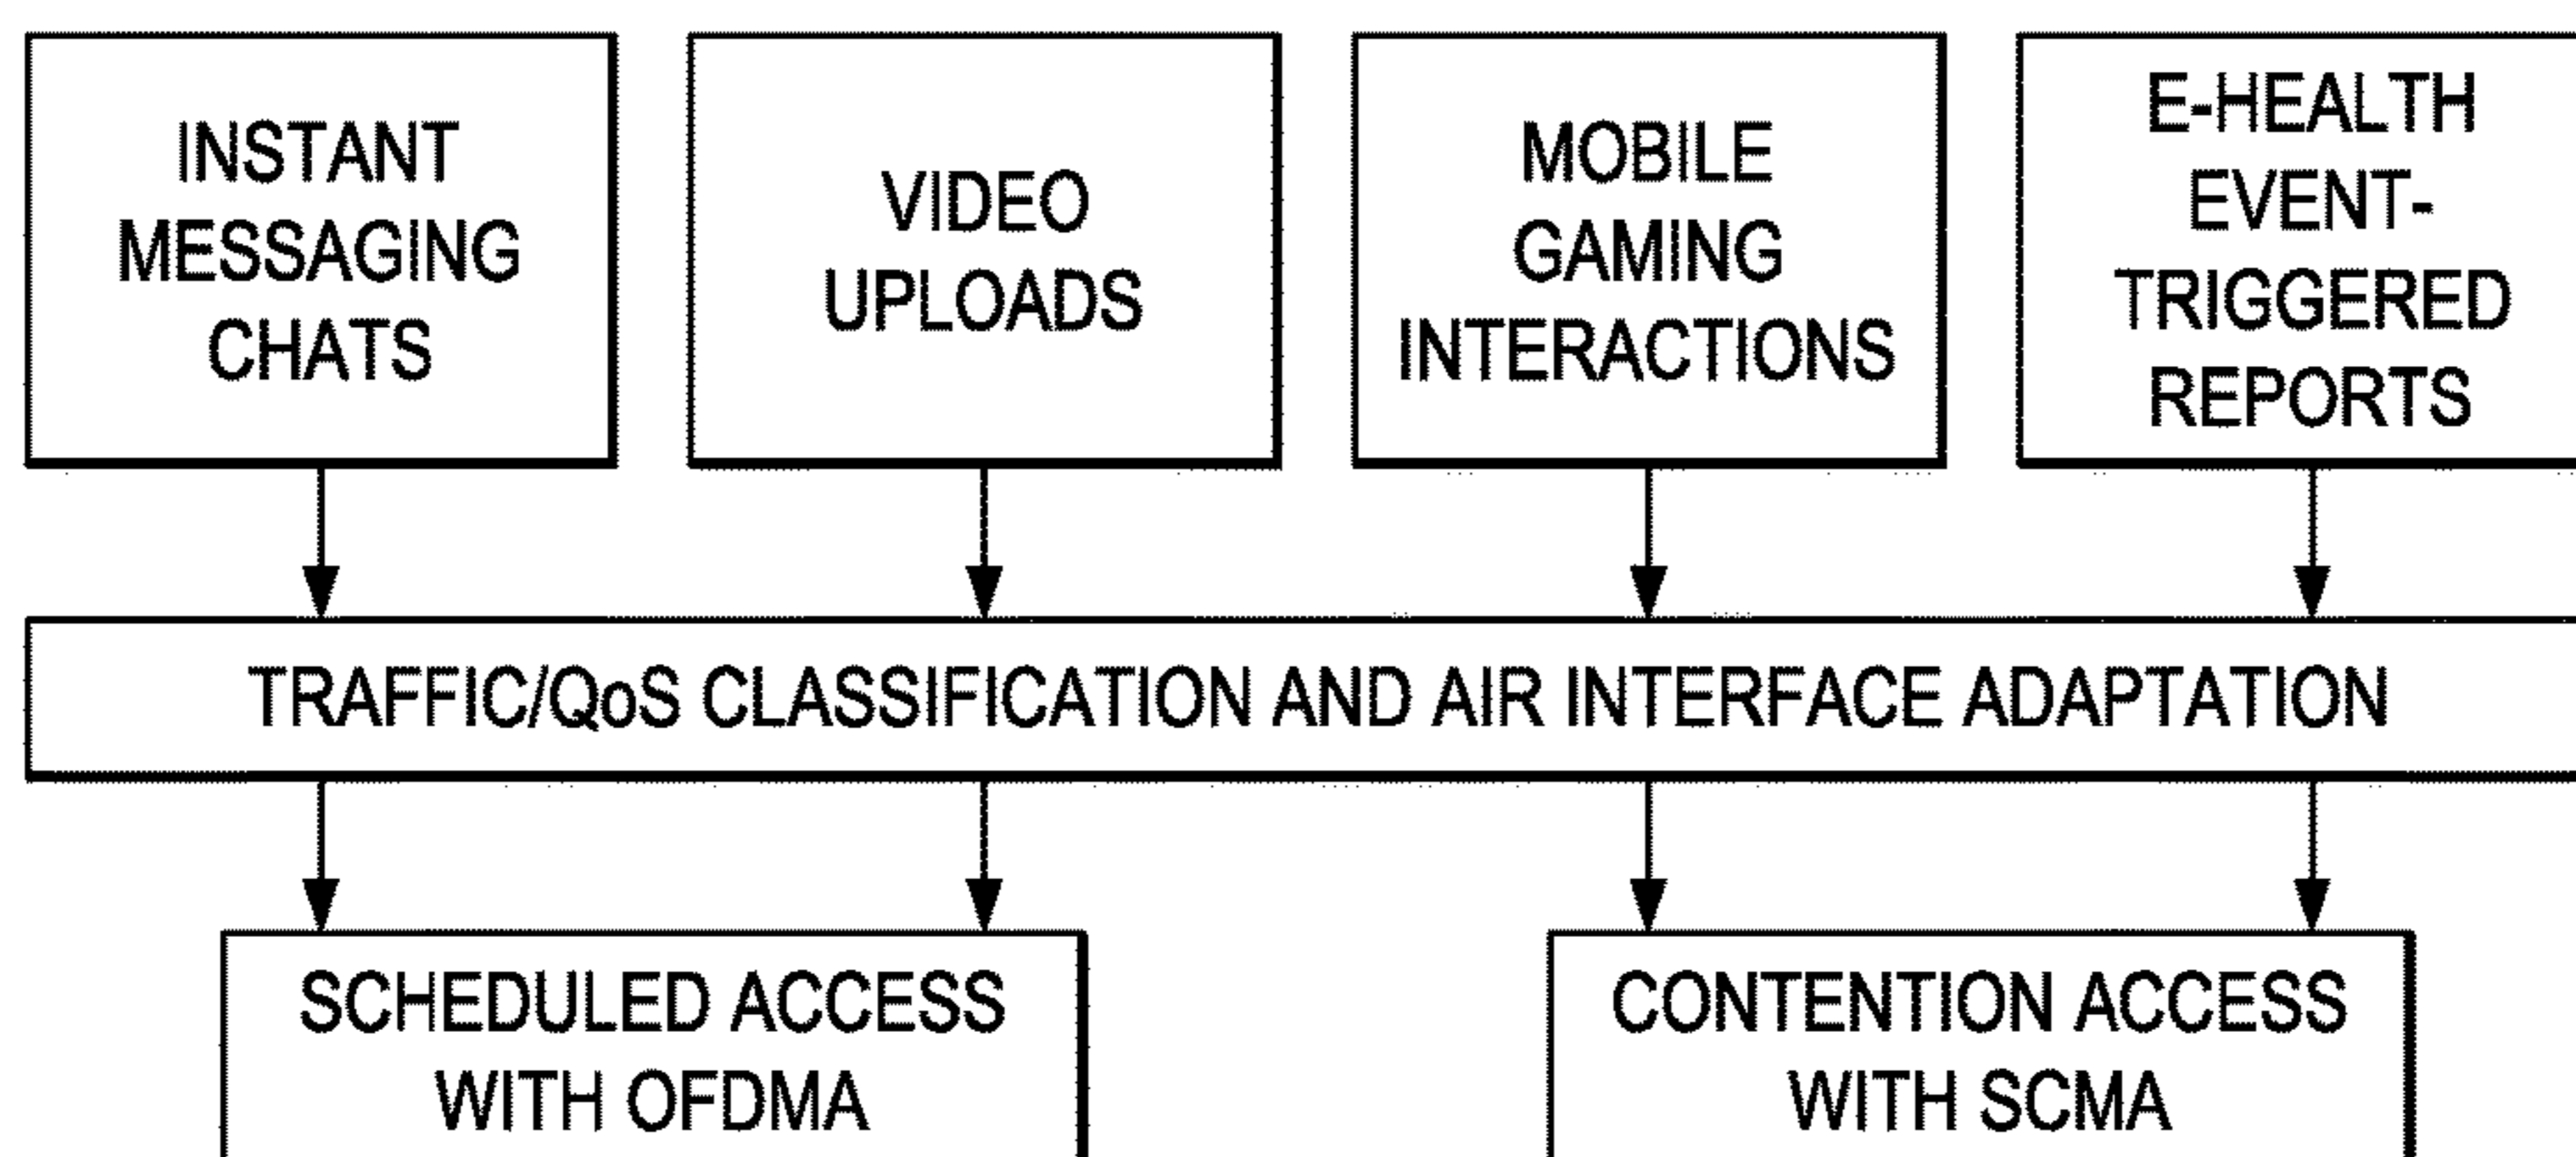 INSTANT
MESSAGING
CHATS
VIDEO
UPLOADS
MOBILE
GAMING
INTERACTIONS
E-HEALTH
EVENT-
TRIGGERED
REPORTS
TRAFFIC/QoS CLASSIFICATION AND AIR INTERFACE ADAPTATION
SCHEDULED ACCESS
WITH OFDMA
CONTENTION ACCESS
WITH SCMA